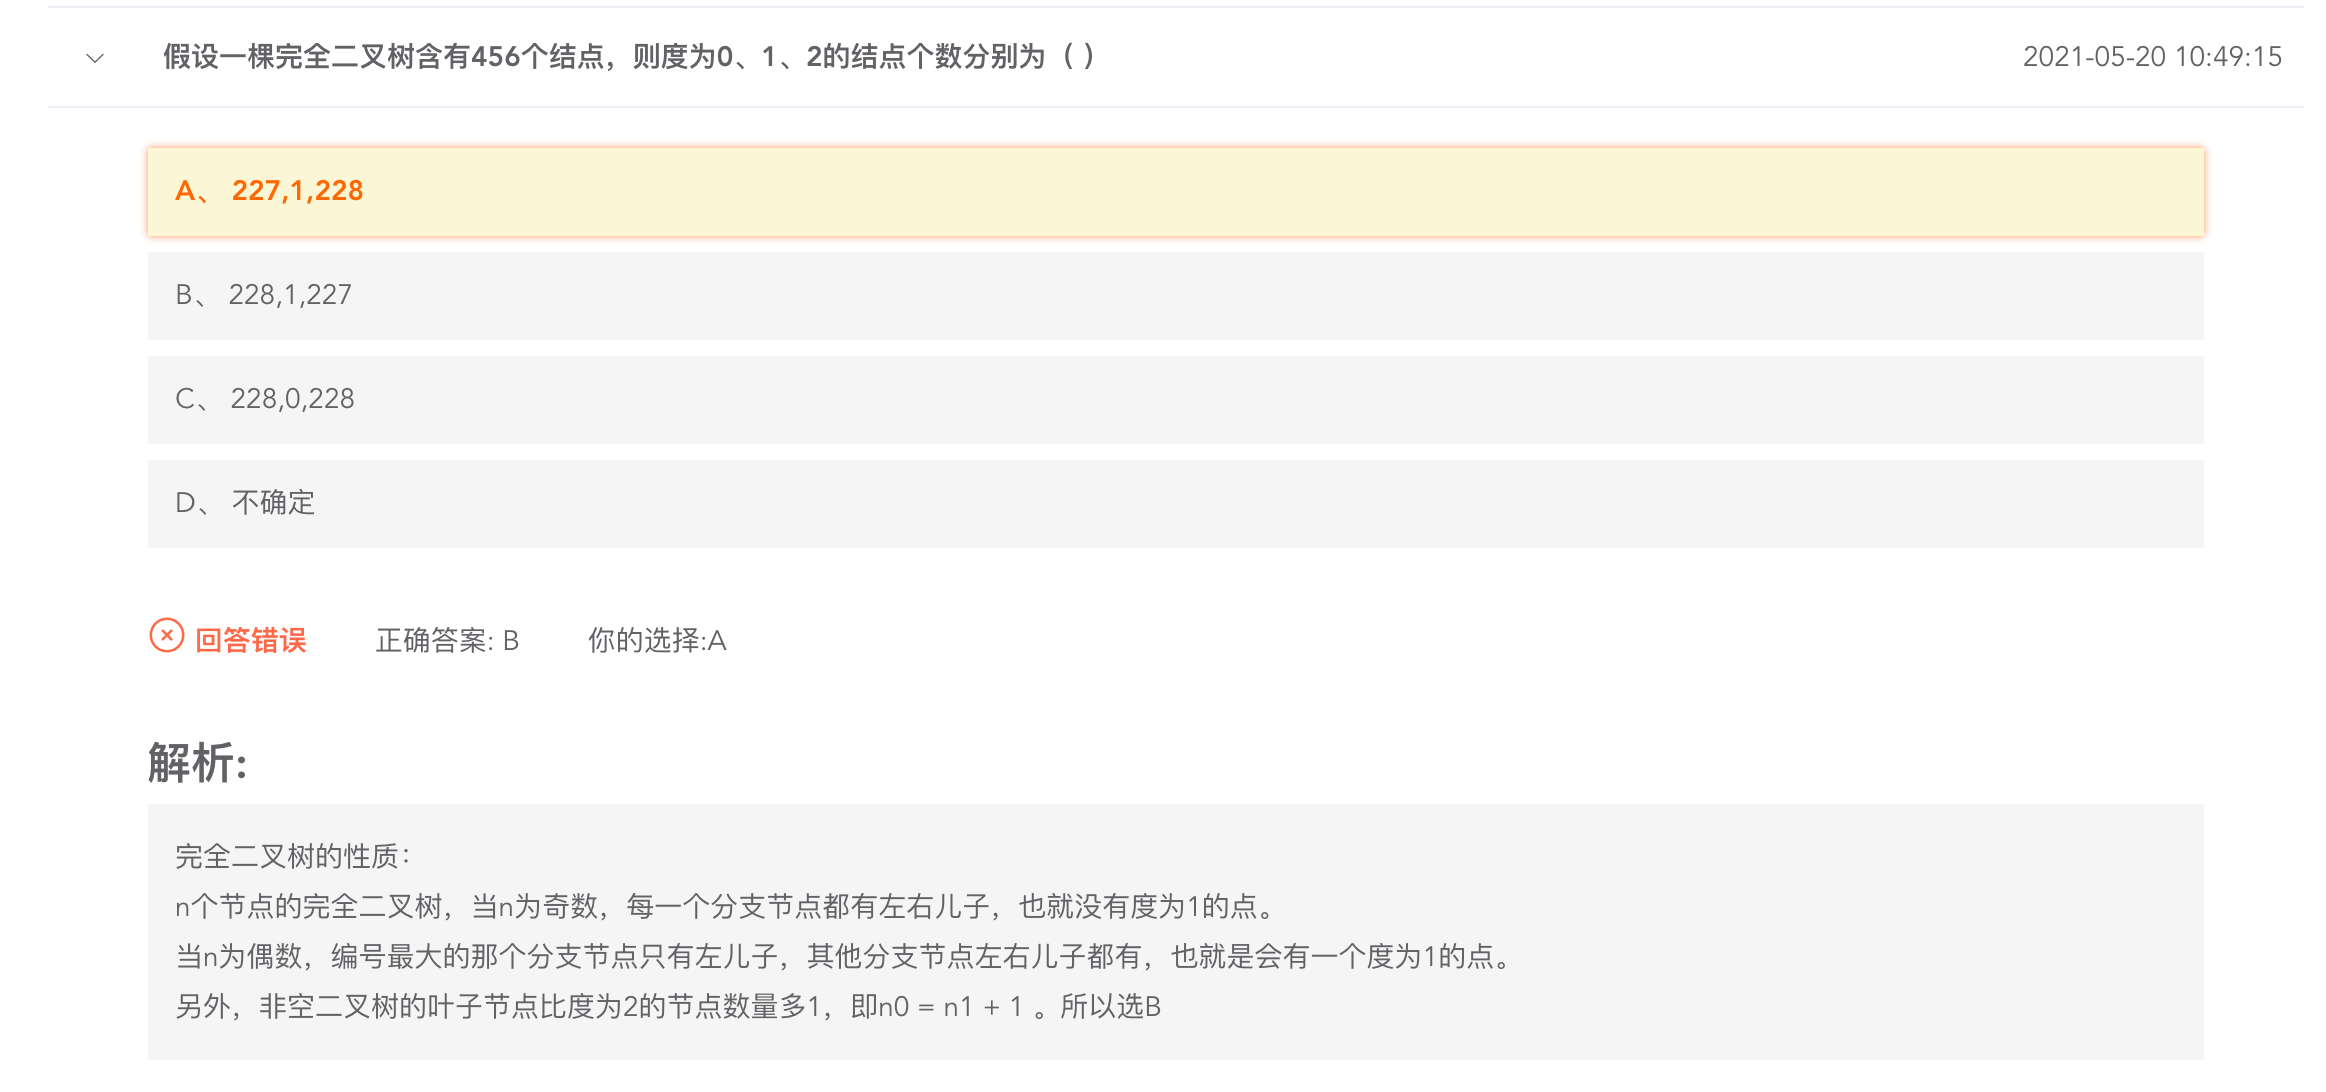 假设一棵完全二叉树含有456个结点，则度为0、1、2的结点个数分别为（ ）
2021-05-20 10:49:15
A、 227,1,228
B、 228,1,227
C、 228,0,228
D、 不确定
回答错误 正确答案: B 你的选择:A
解析:
完全二叉树的性质：
n个节点的完全二叉树，当n为奇数，每一个分支节点都有左右儿子，也就没有度为1的点。
当n为偶数，编号最大的那个分支节点只有左儿子，其他分支节点左右儿子都有，也就是会有一个度为1的点。
另外，非空二叉树的叶子节点比度为2的节点数量多1，即n0 = n1 + 1 。所以选B